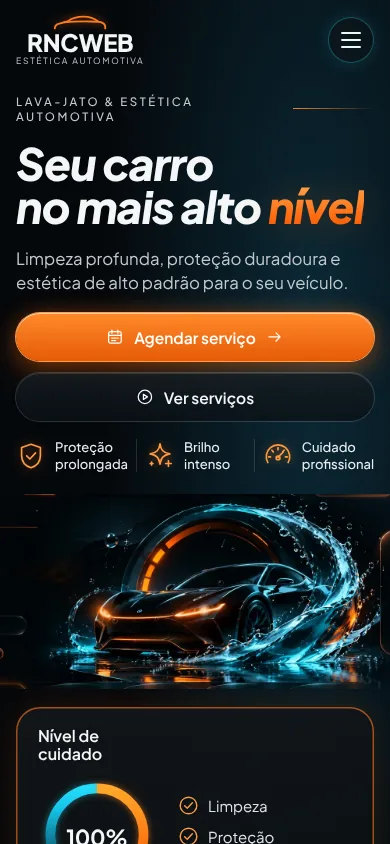 RNCWEB
ESTÉTICA AUTOMOTIVA
LAVA-JATO & ESTÉTICA
AUTOMOTIVA
Seu carro
no mais alto nível
Limpeza profunda, proteção duradoura e
estética de alto padrão para o seu veículo.
Agendar serviço
Ver serviços
Proteção
prolongada
Brilho
intenso
Cuidado
profissional
Nível de
cuidado
100%
Limpeza
Proteção